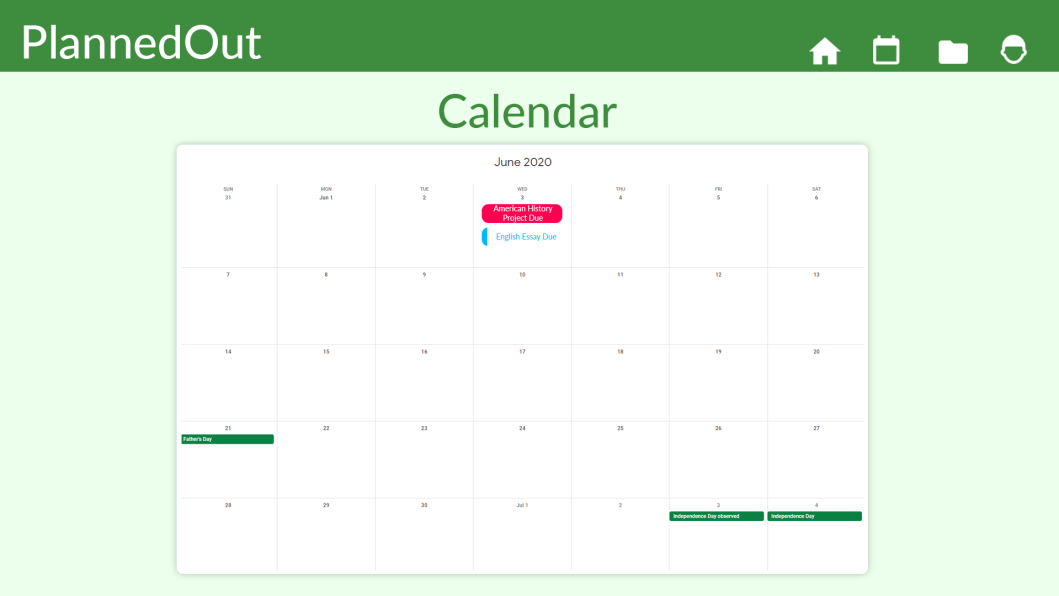 PlannedOut
Calendar
June 2020
SUN MON TUE WED THU FRI SAT
31 Jun 1 2 3 4 5 6
American History
Project Due
English Essay Due
7 8 9 10 11 12 13
14 15 16 17 18 19 20
21 22 23 24 25 26 27
Father's Day
28 29 30 Jul 1 2 3 4
Independence Day observed Independence Day